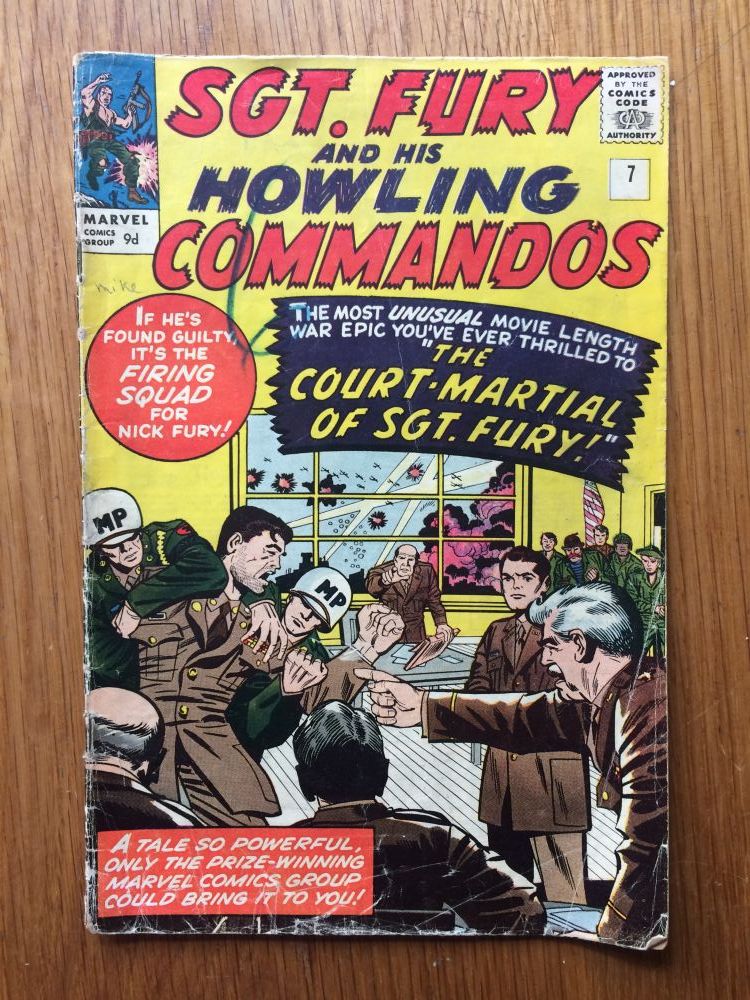 SGT. FURY
AND HIS
HOWLING
COMMANDOS
APPROVED
BY THE
COMICS
CODE
CA
AUTHORITY
7
MARVEL
COMICS
GROUP 9d
mike
IF HE'S
FOUND GUILTY,
IT'S THE
FIRING
SQUAD
FOR
NICK FURY!
THE MOST UNUSUAL MOVIE LENGTH
WAR EPIC YOU'VE EVER THRILLED TO
"THE
COURT-MARTIAL
OF SGT. FURY!"
MP
MP
A TALE SO POWERFUL,
ONLY THE PRIZE-WINNING
MARVEL COMICS GROUP
COULD BRING IT TO YOU!